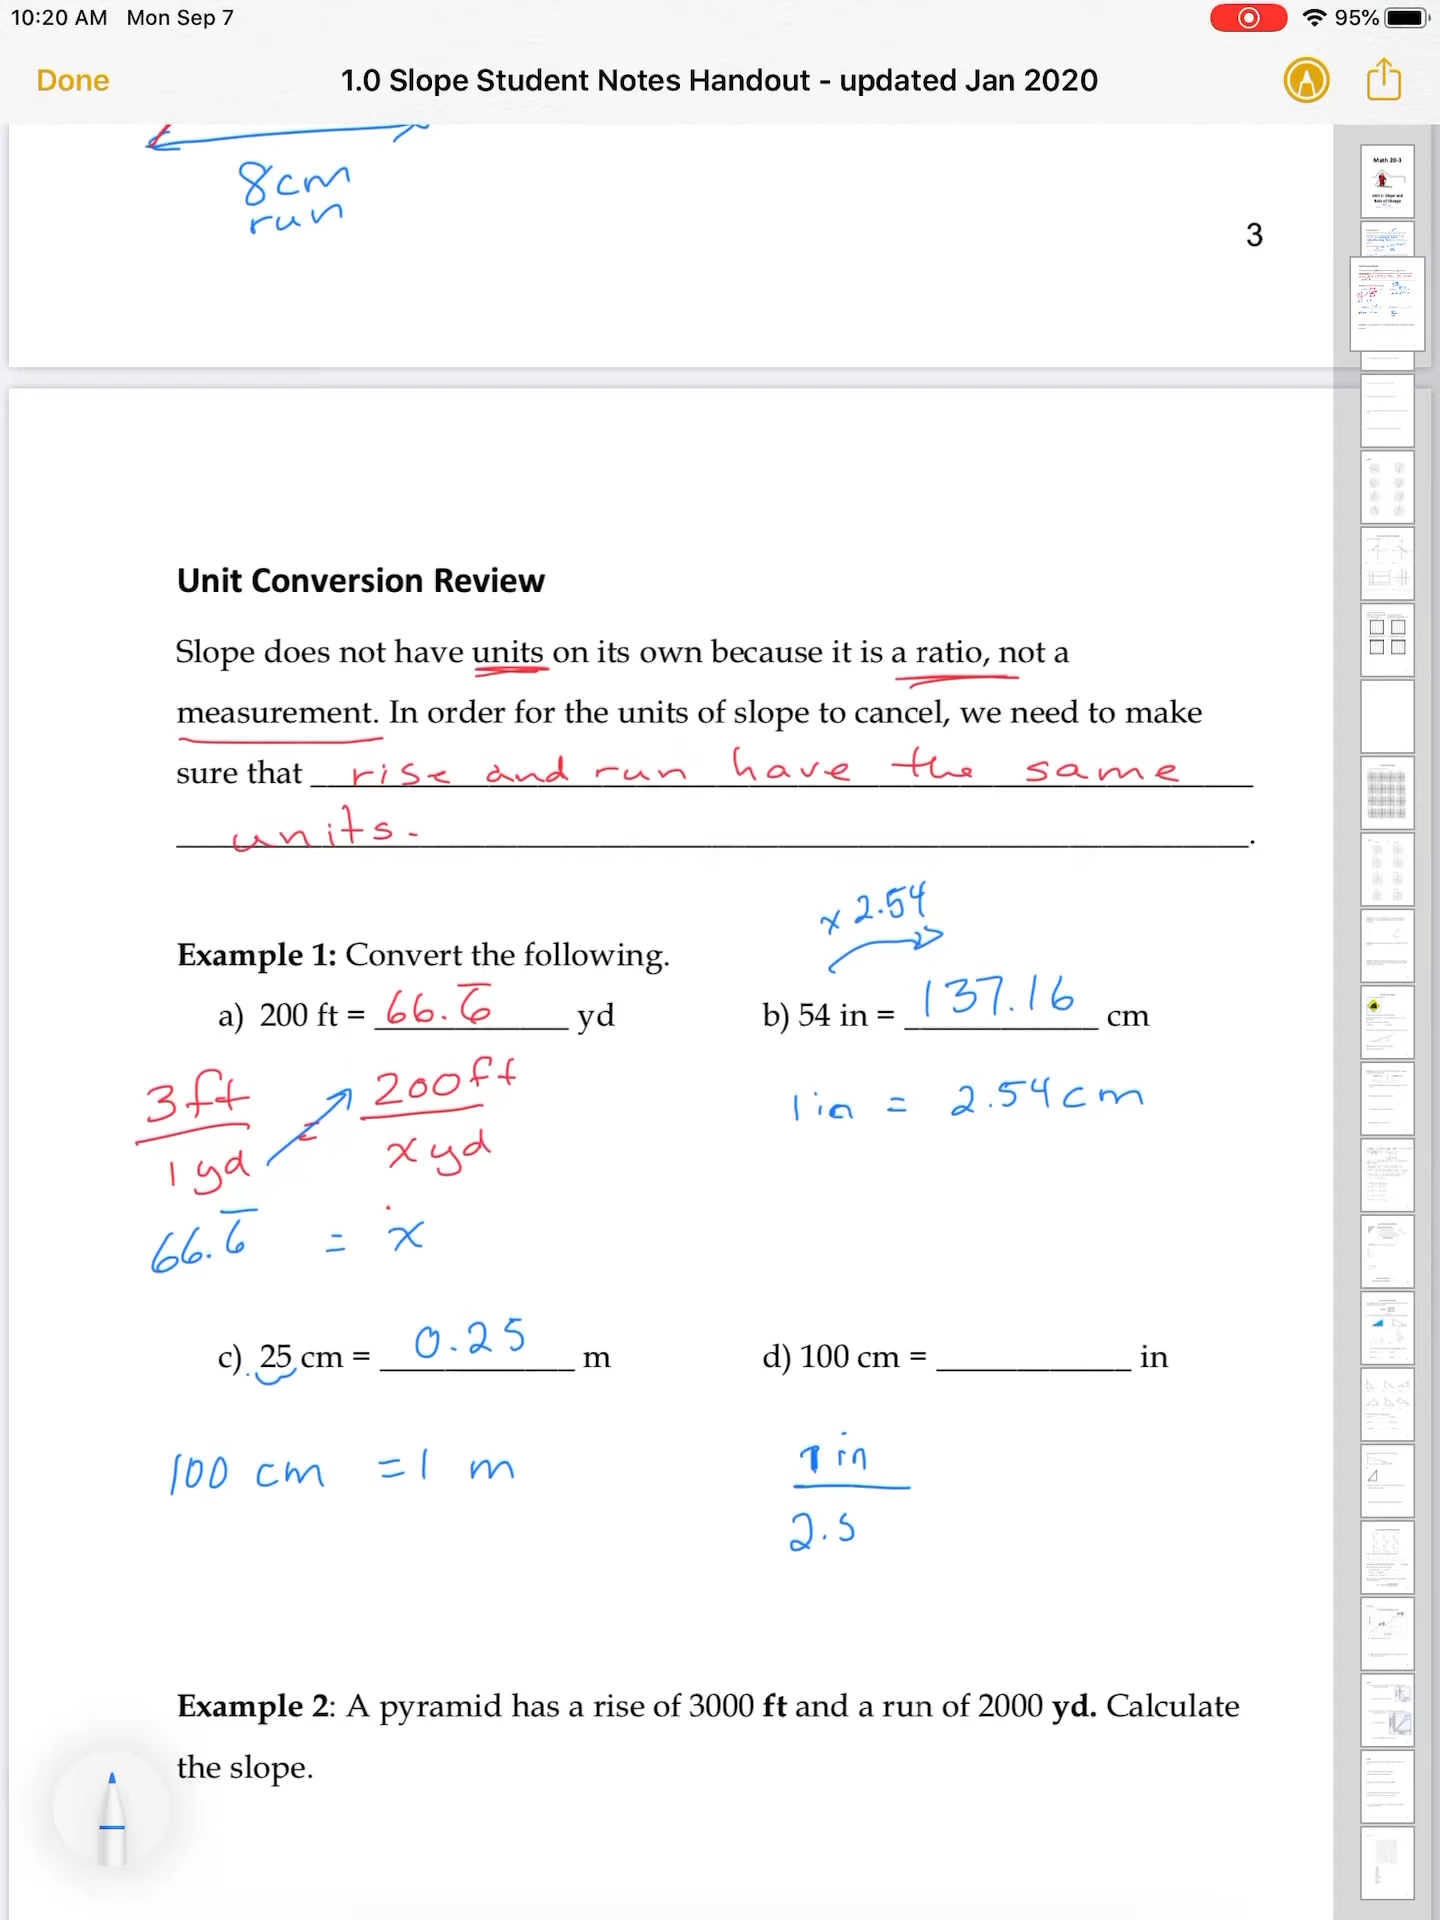 10:20 AM Mon Sep 7 95%
Done 1.0 Slope Student Notes Handout - updated Jan 2020
8cm
run
3
Unit Conversion Review
Slope does not have units on its own because it is a ratio, not a
measurement. In order for the units of slope to cancel, we need to make
sure that rise and run have the same
units.
.
x 2.54
Example 1: Convert the following.
a) 200 ft = 66.6̅ yd b) 54 in = 137.16 cm
3ft = 200ft
1 yd x yd
1 in = 2.54cm
66.6̅ = x
c) .25 cm = 0.25 m d) 100 cm = ____________ in
100 cm = 1 m
1 in
2.5
Example 2: A pyramid has a rise of 3000 ft and a run of 2000 yd. Calculate
the slope.
Math 20-3